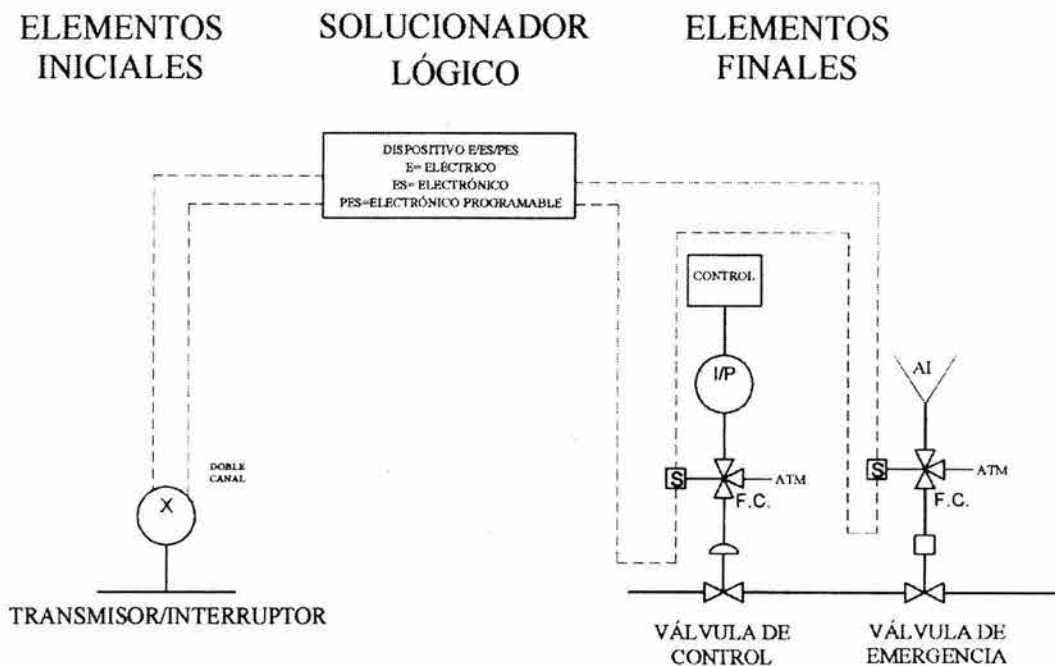 ELEMENTOS
INICIALES
SOLUCIONADOR
LÓGICO
ELEMENTOS
FINALES
DISPOSITIVO E/ES/PES
E= ELÉCTRICO
ES= ELECTRÓNICO
PES=ELECTRÓNICO PROGRAMABLE
CONTROL
I/P
AI
S
ATM
F.C.
S
ATM
F.C.
DOBLE
CANAL
X
TRANSMISOR/INTERRUPTOR
VÁLVULA DE
CONTROL
VÁLVULA DE
EMERGENCIA